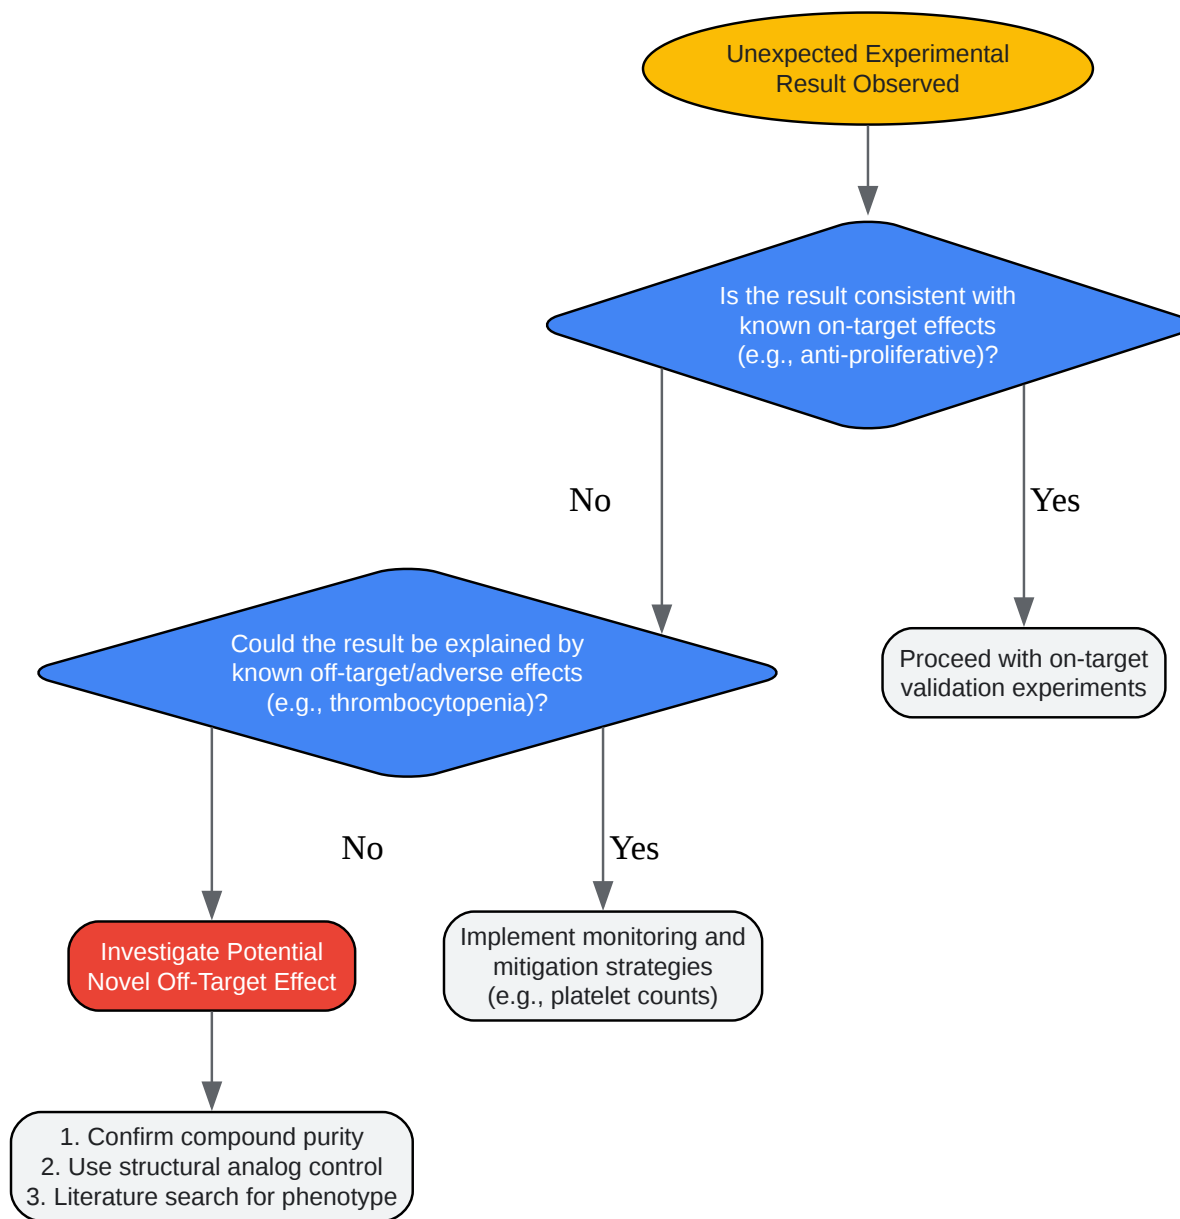 Unexpected Experimental
Result Observed
Is the result consistent with
known on-target effects
(e.g., anti-proliferative)?
No
Yes
Could the result be explained by
known off-target/adverse effects
(e.g., thrombocytopenia)?
Proceed with on-target
validation experiments
No
Yes
Investigate Potential
Novel Off-Target Effect
Implement monitoring and
mitigation strategies
(e.g., platelet counts)
1. Confirm compound purity
2. Use structural analog control
3. Literature search for phenotype